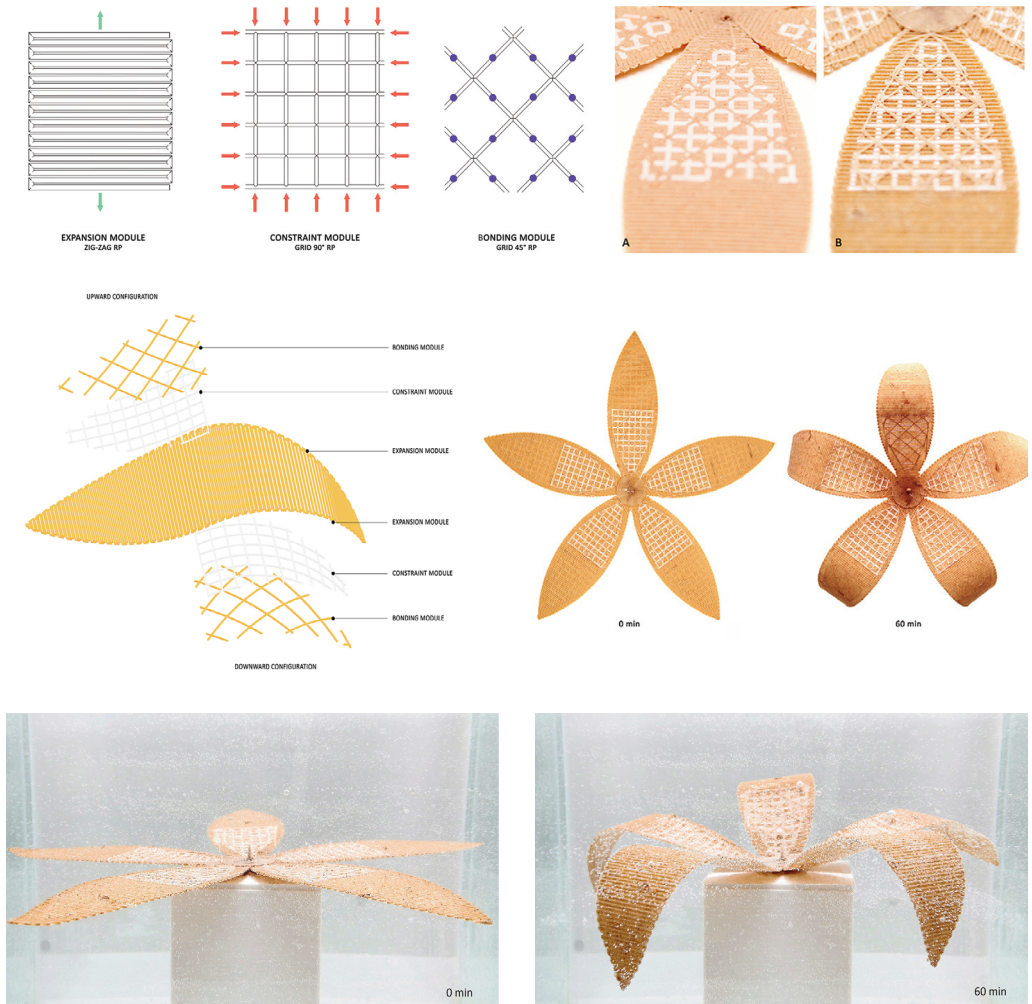 EXPANSION MODULE
ZIG-ZAG RP
CONSTRAINT MODULE
GRID 90° RP
BONDING MODULE
GRID 45° RP
A
B
UPWARD CONFIGURATION
BONDING MODULE
CONSTRAINT MODULE
EXPANSION MODULE
EXPANSION MODULE
CONSTRAINT MODULE
BONDING MODULE
DOWNWARD CONFIGURATION
0 min
60 min
0 min
60 min